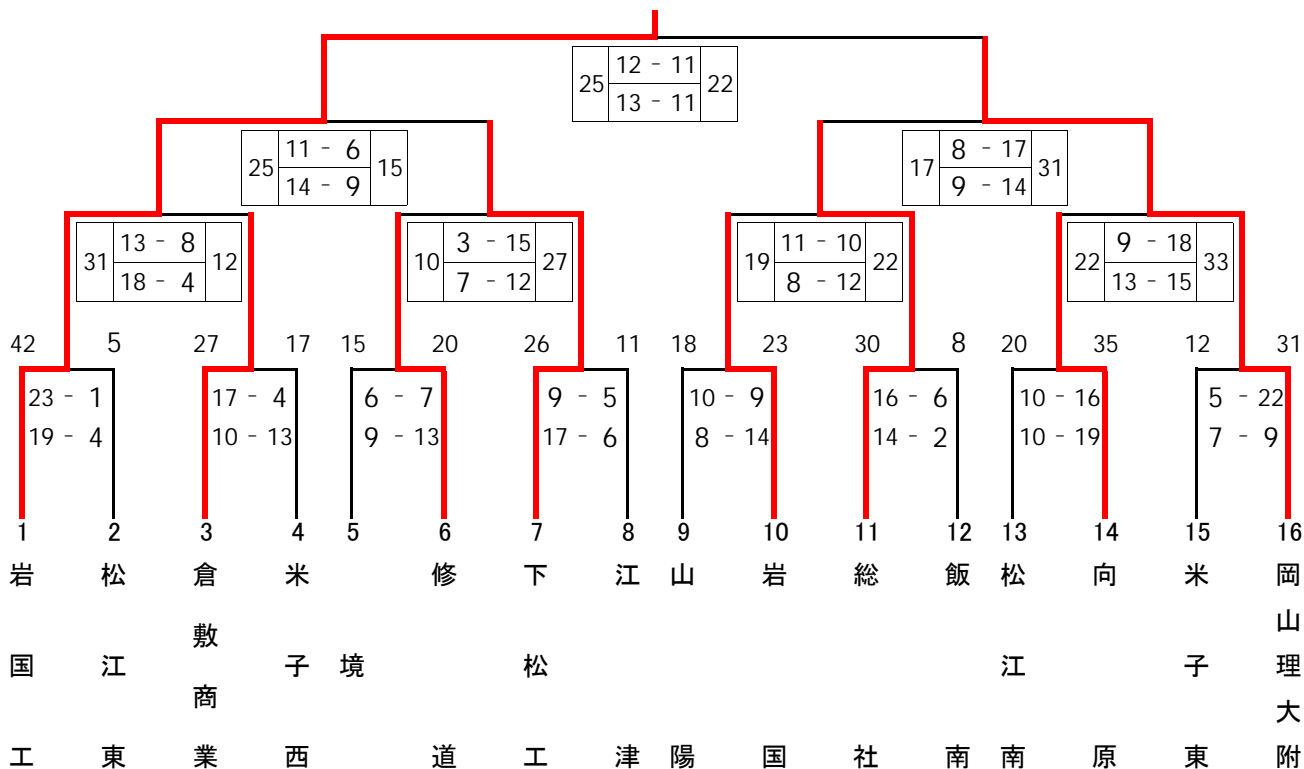 12 - 11
25 22
13 - 11
11 - 6
25 15
14 - 9
8 - 17
17 31
9 - 14
13 - 8
31 12
18 - 4
3 - 15
10 27
7 - 12
11 - 10
19 22
8 - 12
9 - 18
22 33
13 - 15
42 5 27 17 15 20 26 11 18 23 30 8 20 35 12 31
23 - 1 17 - 4 6 - 7 9 - 5 10 - 9 16 - 6 10 - 16 5 - 22
19 - 4 10 - 13 9 - 13 17 - 6 8 - 14 14 - 2 10 - 19 7 - 9
1 2 3 4 5 6 7 8 9 10 11 12 13 14 15 16
岩国工
松江東
倉敷商業
米子西
境
修道
下松工
江津
山陽
岩国
総社
飯南
松江南
向原
米子東
岡山理大附